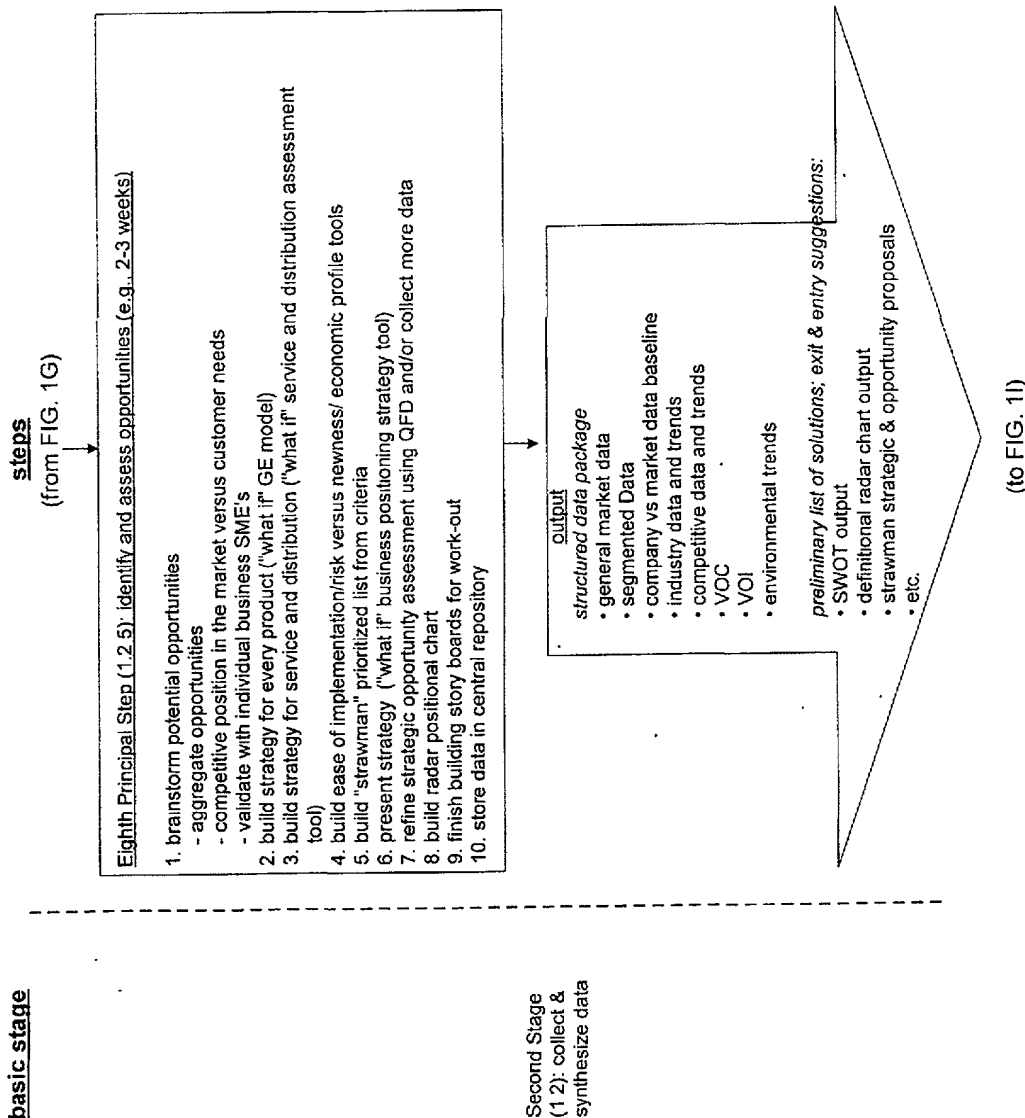 basic stage
steps
(from FIG. 1G)
Eighth Principal Step (1.2 5): identify and assess opportunities (e.g., 2-3 weeks)
1. brainstorm potential opportunities
- aggregate opportunities
- competitive position in the market versus customer needs
- validate with individual business SME's
2. build strategy for every product ("what if" GE model)
3. build strategy for service and distribution ("what if" service and distribution assessment
tool)
4. build ease of implementation/risk versus newness/ economic profile tools
5. build "strawman" prioritized list from criteria
6. present strategy ("what if" business positioning strategy tool)
7. refine strategic opportunity assessment using QFD and/or collect more data
8. build radar positional chart
9. finish building story boards for work-out
10. store data in central repository
Second Stage
(1 2): collect &
synthesize data
output
structured data package
• general market data
• segmented Data
• company vs market data baseline
• industry data and trends
• competitive data and trends
• VOC
• VOI
• environmental trends
preliminary list of solutions; exit & entry suggestions:
• SWOT output
• definitional radar chart output
• strawman strategic & opportunity proposals
• etc.
(to FIG. 1I)